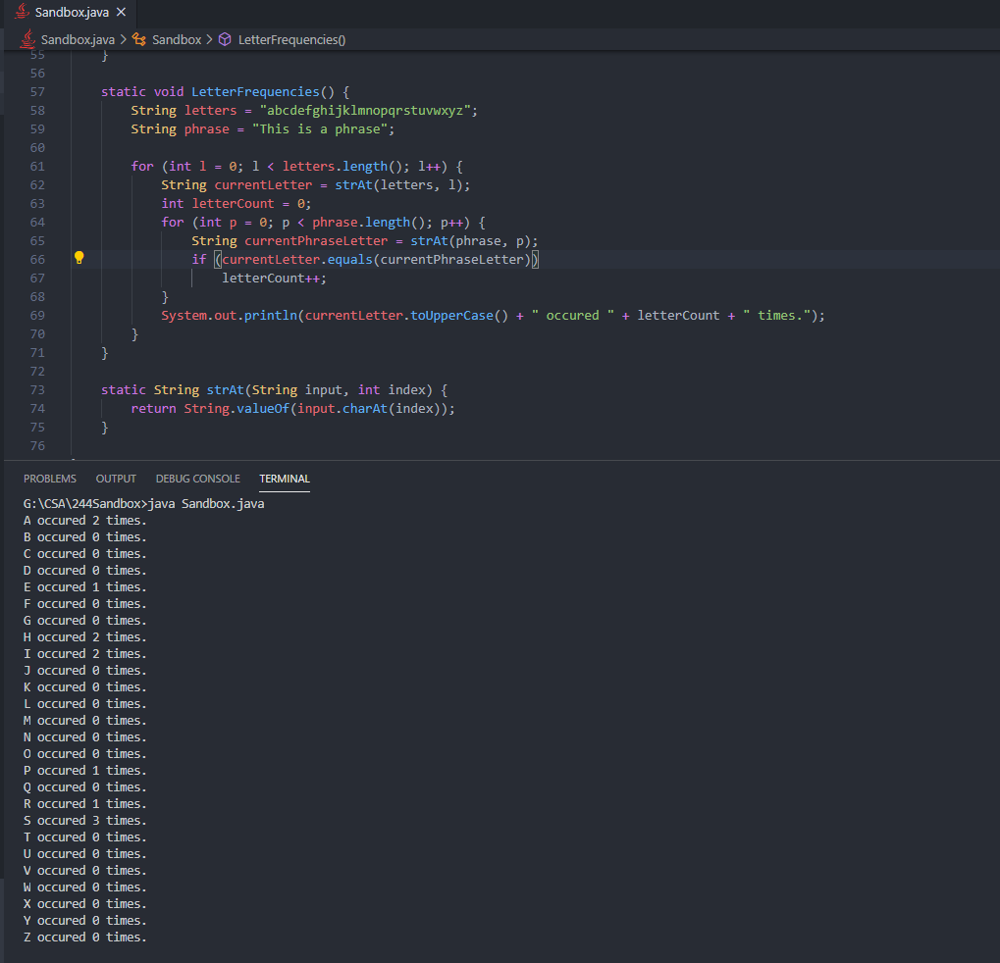 Sandbox.java ×
Sandbox.java > Sandbox > LetterFrequencies()
55 }
56
57 static void LetterFrequencies() {
58 String letters = "abcdefghijklmnopqrstuvwxyz";
59 String phrase = "This is a phrase";
60
61 for (int l = 0; l < letters.length(); l++) {
62 String currentLetter = strAt(letters, l);
63 int letterCount = 0;
64 for (int p = 0; p < phrase.length(); p++) {
65 String currentPhraseLetter = strAt(phrase, p);
66 if (currentLetter.equals(currentPhraseLetter))
67 letterCount++;
68 }
69 System.out.println(currentLetter.toUpperCase() + " occured " + letterCount + " times.");
70 }
71 }
72
73 static String strAt(String input, int index) {
74 return String.valueOf(input.charAt(index));
75 }
76
PROBLEMS OUTPUT DEBUG CONSOLE TERMINAL
G:\CSA\244Sandbox>java Sandbox.java
A occured 2 times.
B occured 0 times.
C occured 0 times.
D occured 0 times.
E occured 1 times.
F occured 0 times.
G occured 0 times.
H occured 2 times.
I occured 2 times.
J occured 0 times.
K occured 0 times.
L occured 0 times.
M occured 0 times.
N occured 0 times.
O occured 0 times.
P occured 1 times.
Q occured 0 times.
R occured 1 times.
S occured 3 times.
T occured 0 times.
U occured 0 times.
V occured 0 times.
W occured 0 times.
X occured 0 times.
Y occured 0 times.
Z occured 0 times.